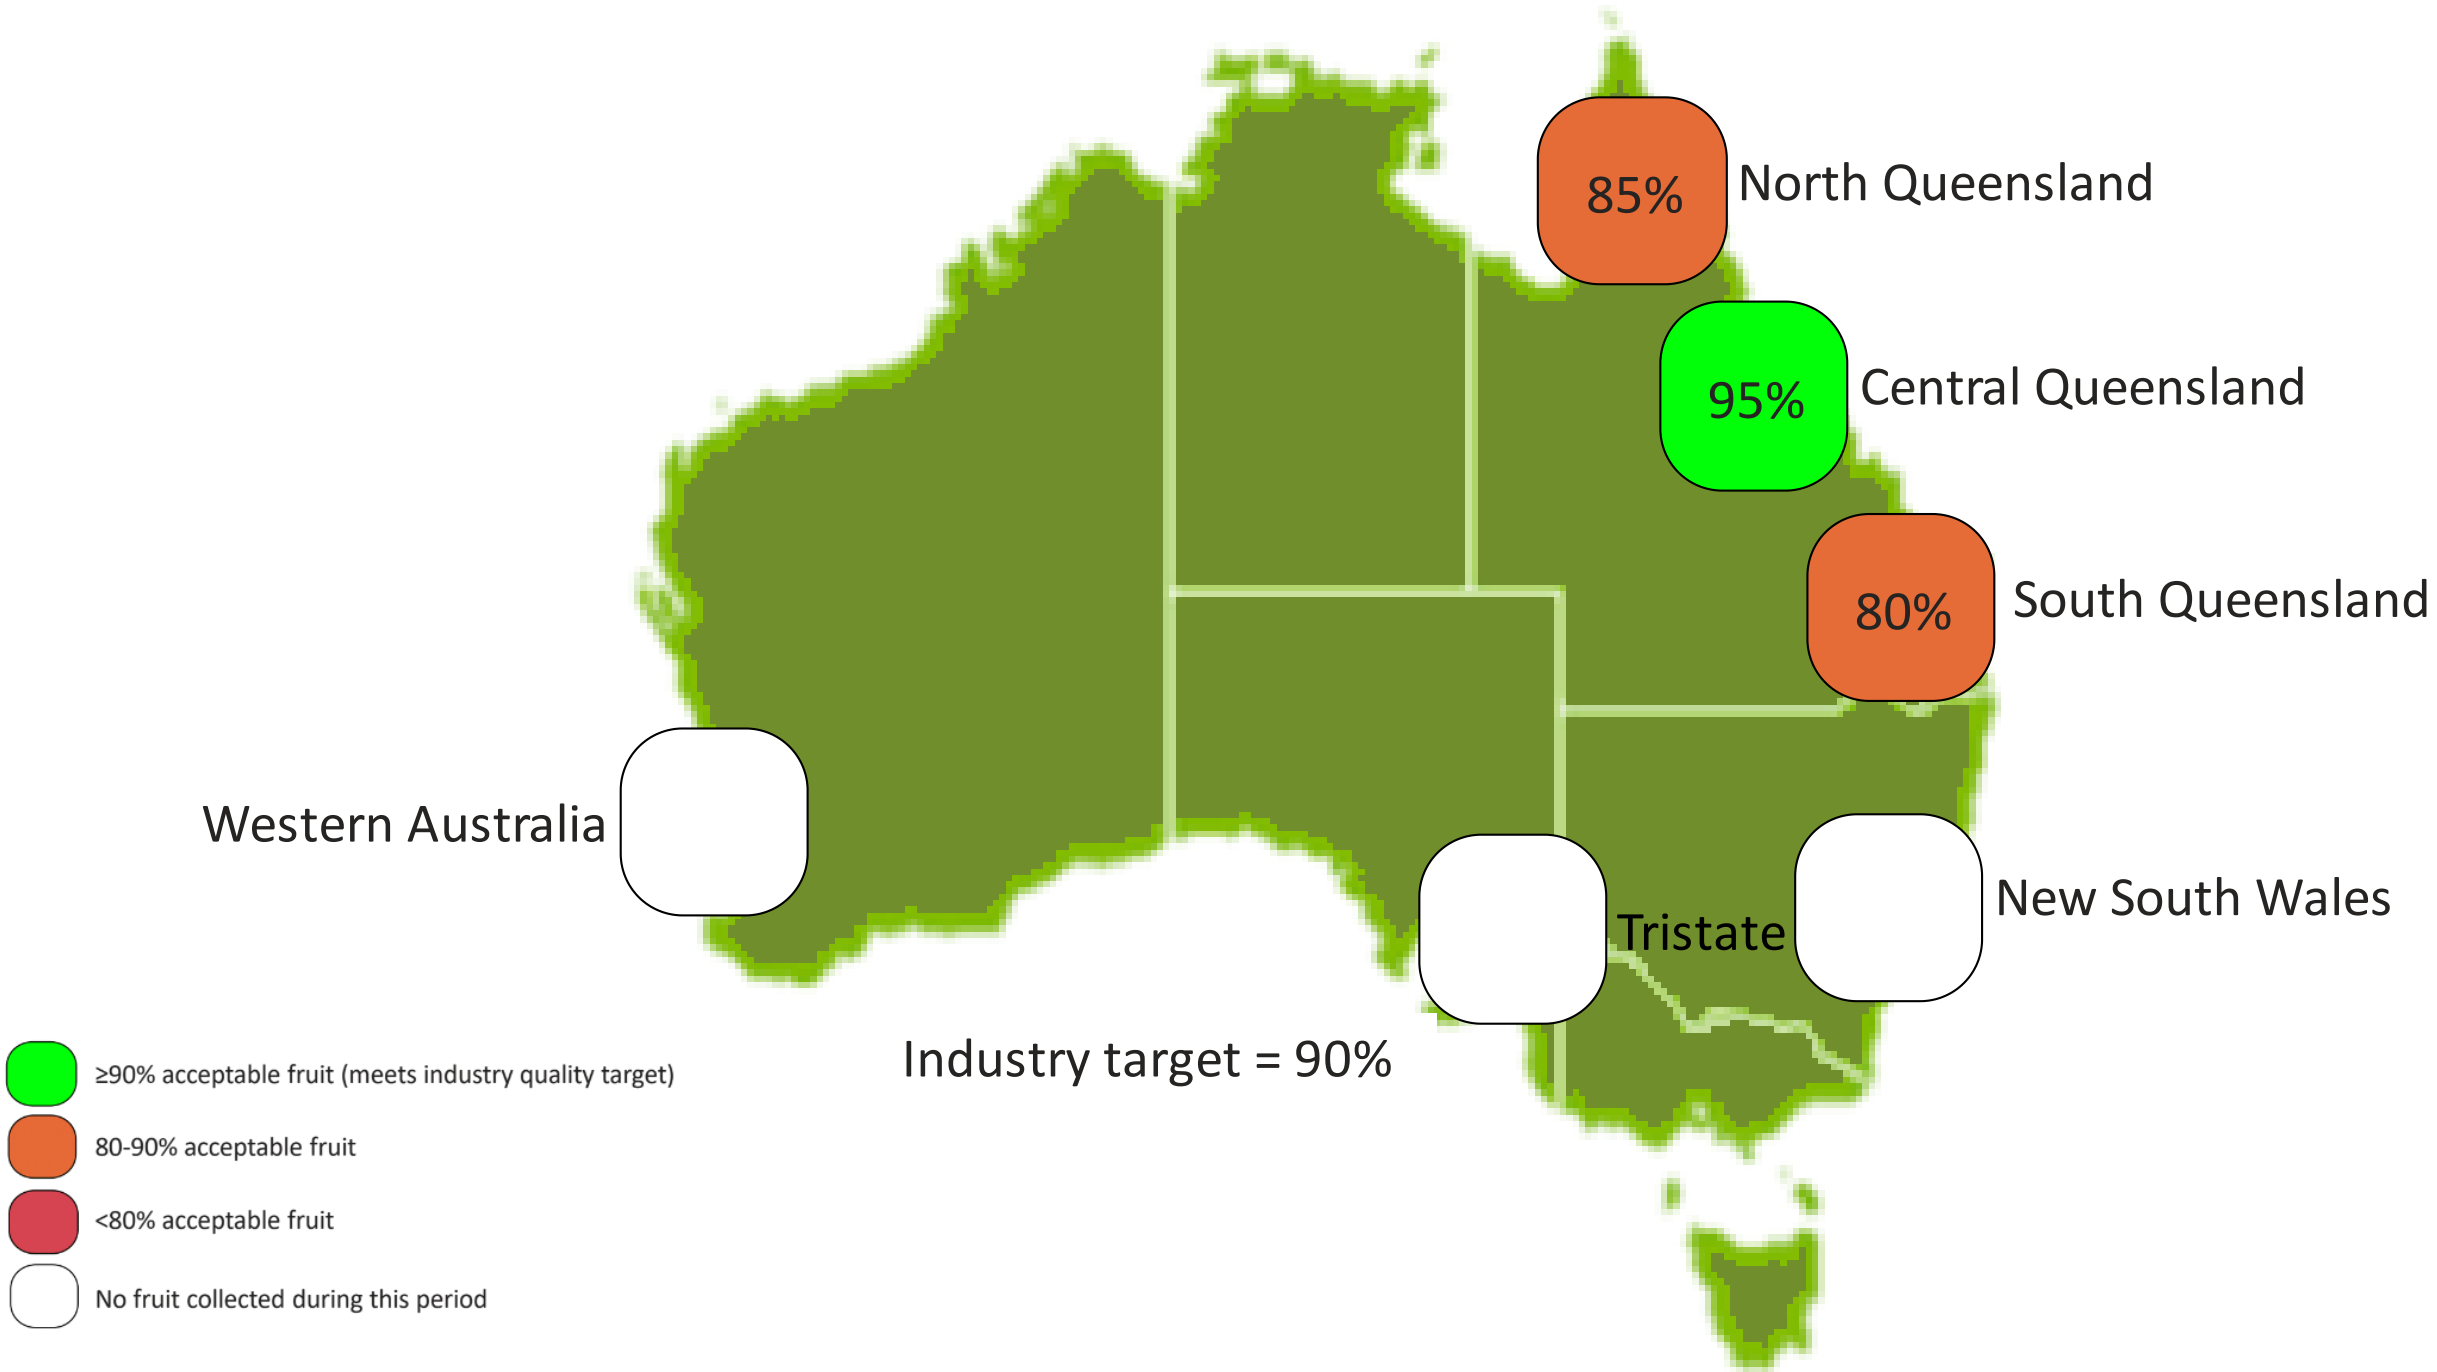 85%
North Queensland
95%
Central Queensland
80%
South Queensland
Western Australia
Tristate
New South Wales
Industry target = 90%
≥90% acceptable fruit (meets industry quality target)
80-90% acceptable fruit
<80% acceptable fruit
No fruit collected during this period